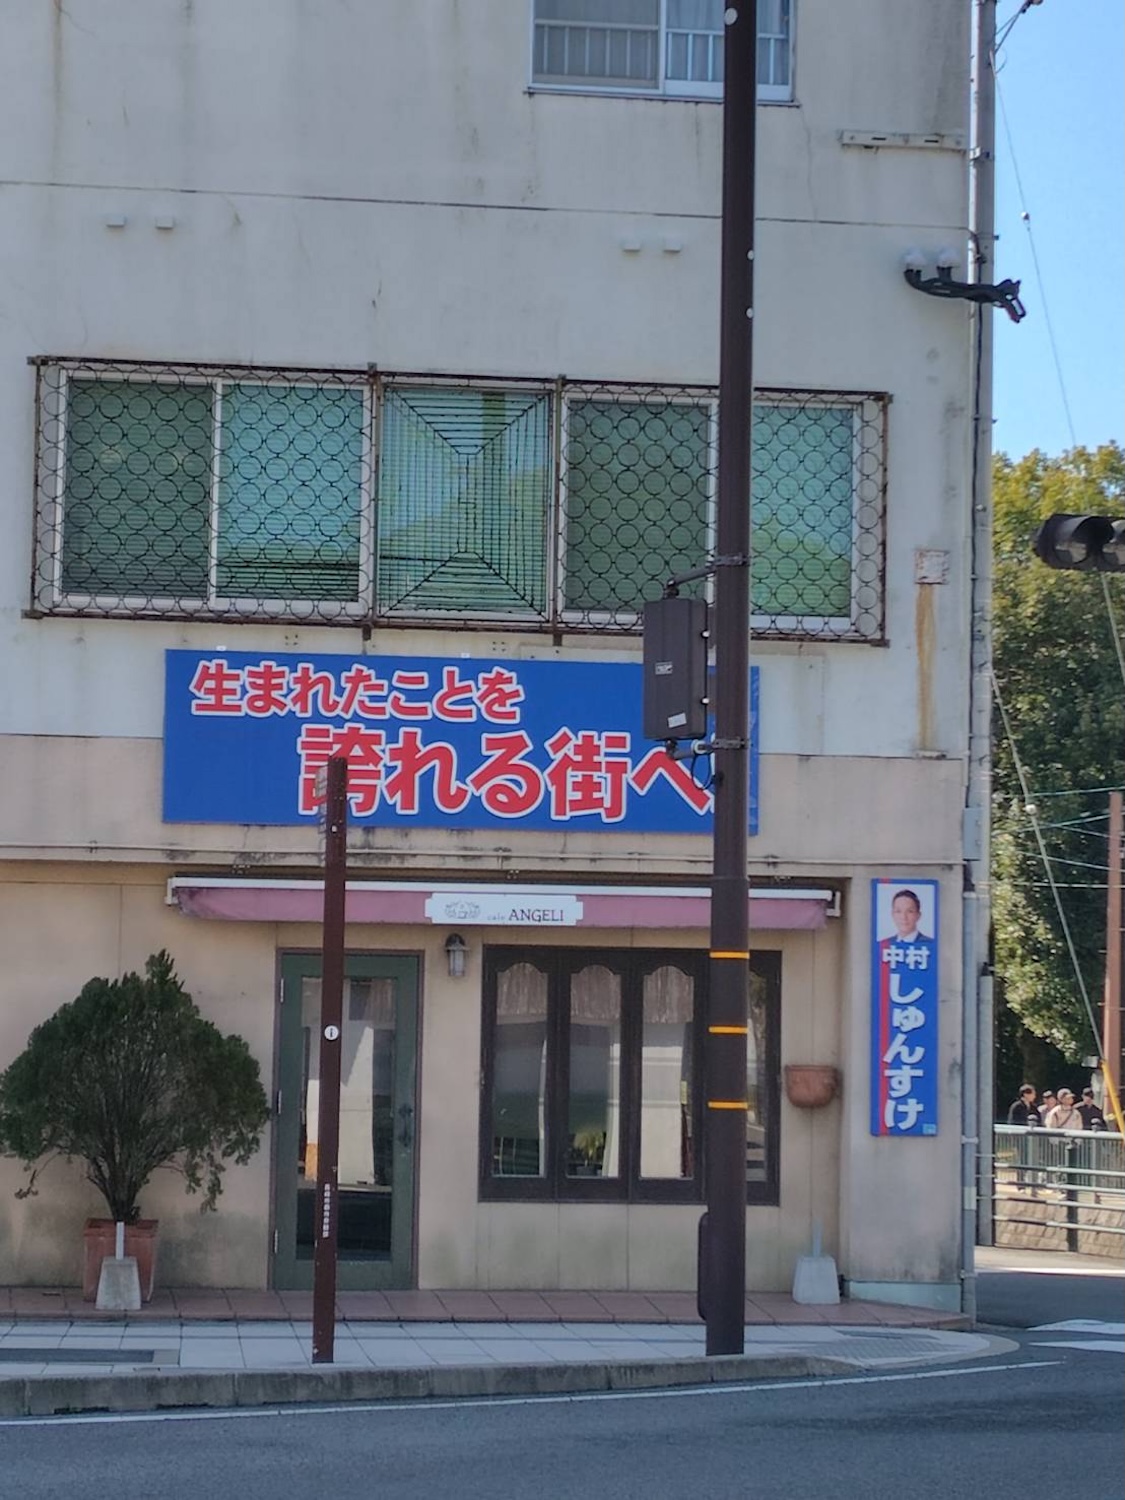 生まれたことを
誇れる街へ
cafe ANGELI
中村
しゅんすけ
i